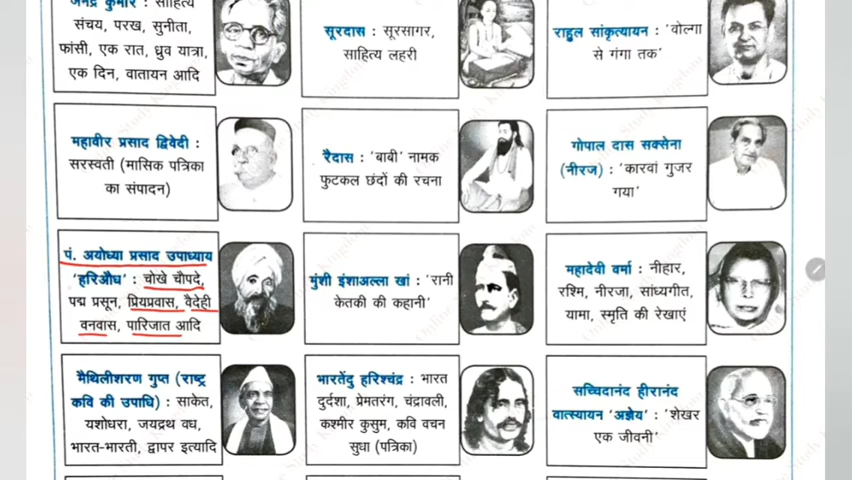 जैनेंद्र कुमार : साहित्य
संचय, परख, सुनीता,
फांसी, एक रात, ध्रुव यात्रा,
एक दिन, वातायन आदि
सूरदास : सूरसागर,
साहित्य लहरी
राहुल सांकृत्यायन : 'वोल्गा
से गंगा तक'
महावीर प्रसाद द्विवेदी :
सरस्वती (मासिक पत्रिका
का संपादन)
रैदास : 'बाबी' नामक
फुटकल छंदों की रचना
गोपाल दास सक्सेना
(नीरज) : 'कारवां गुजर
गया'
पं. अयोध्या प्रसाद उपाध्याय
'हरिऔध' : चोखे चौपदे,
पद्म प्रसून, प्रियप्रवास, वैदेही
वनवास, पारिजात आदि
मुंशी इंशाअल्ला खां : 'रानी
केतकी की कहानी'
महादेवी वर्मा : नीहार,
रश्मि, नीरजा, सांध्यगीत,
यामा, स्मृति की रेखाएं
मैथिलीशरण गुप्त (राष्ट्र
कवि की उपाधि) : साकेत,
यशोधरा, जयद्रथ वध,
भारत-भारती, द्वापर इत्यादि
भारतेंदु हरिश्चंद्र : भारत
दुर्दशा, प्रेमतरंग, चंद्रावली,
कश्मीर कुसुम, कवि वचन
सुधा (पत्रिका)
सच्चिदानंद हीरानंद
वात्स्यायन 'अज्ञेय' : 'शेखर
एक जीवनी'